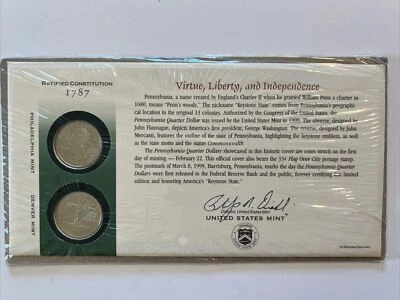 RATIFIED CONSTITUTION
1787
PHILADELPHIA MINT
DENVER MINT
Virtue, Liberty, and Independence
Pennsylvania, a name created by England's Charles II when he granted William Penn a charter in
1680, means "Penn's woods." The nickname "Keystone State" comes from Pennsylvania's geographi-
cal location in the original 13 colonies. Authorized by the Congress of the United States, the
Pennsylvania Quarter Dollar was issued by the United States Mint in 1999. The obverse, designed by
John Flannagan, depicts America's first president, George Washington. The reverse, designed by John
Mercanti, features the outline of the state, an allegorical image and the keystone emblem, as well
as the state motto and the status Commonwealth.
The Pennsylvania Quarter Dollars showcased in this historic cover are coins struck on the first
day of minting — February 22. This official cover also bears the 33¢ Flag Over City postage stamp.
The postmark of March 8, 1999, Harrisburg, Pennsylvania, marks the day the Pennsylvania Quarter
Dollars were first released to the Federal Reserve Bank and the public, forever certifying this limited
edition and honoring America's "Keystone State."
Director, United States Mint
UNITED STATES MINT